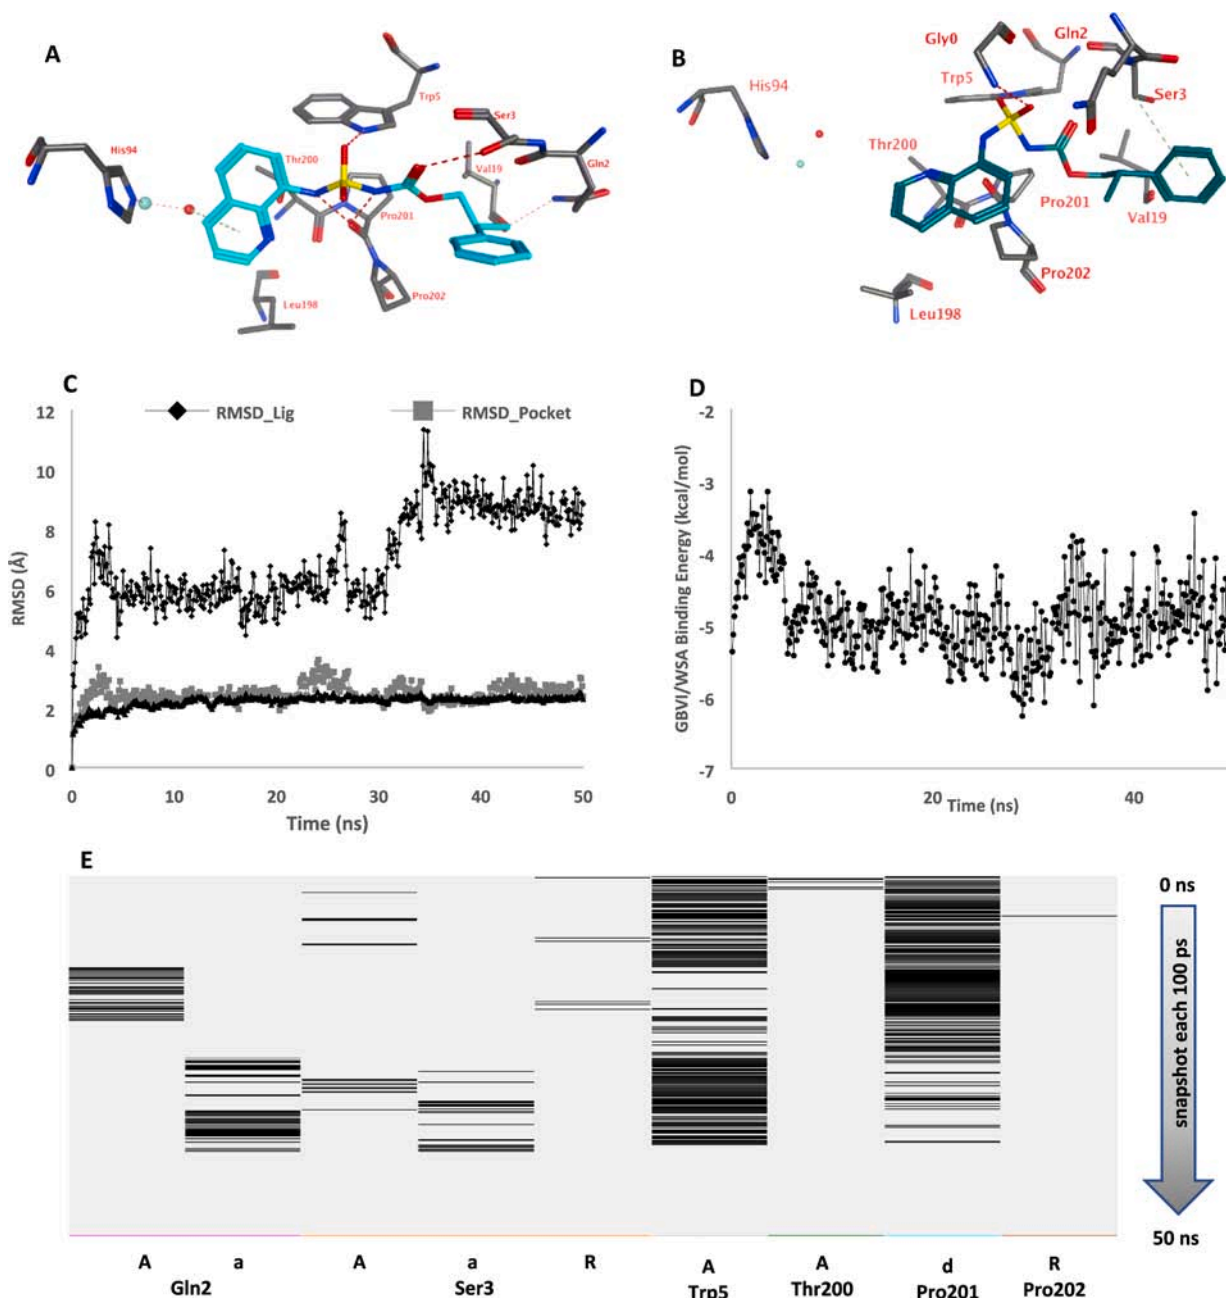 A
Trp5
Ser3
His94
Thr200
Val19
Gln2
Pro201
Leu198
Pro202
B
Gly0
Gln2
Trp5
His94
Ser3
Thr200
Pro201
Val19
Pro202
Leu198
C
RMSD_Lig
RMSD_Pocket
RMSD (Å)
12
10
8
6
4
2
0
0 10 20 30 40 50
Time (ns)
D
GBVI/WSA Binding Energy (kcal/mol)
-2
-3
-4
-5
-6
-7
0 20 40
Time (ns)
E
0 ns
snapshot each 100 ps
50 ns
A a A a R A A d R
Gln2 Ser3 Trp5 Thr200 Pro201 Pro202